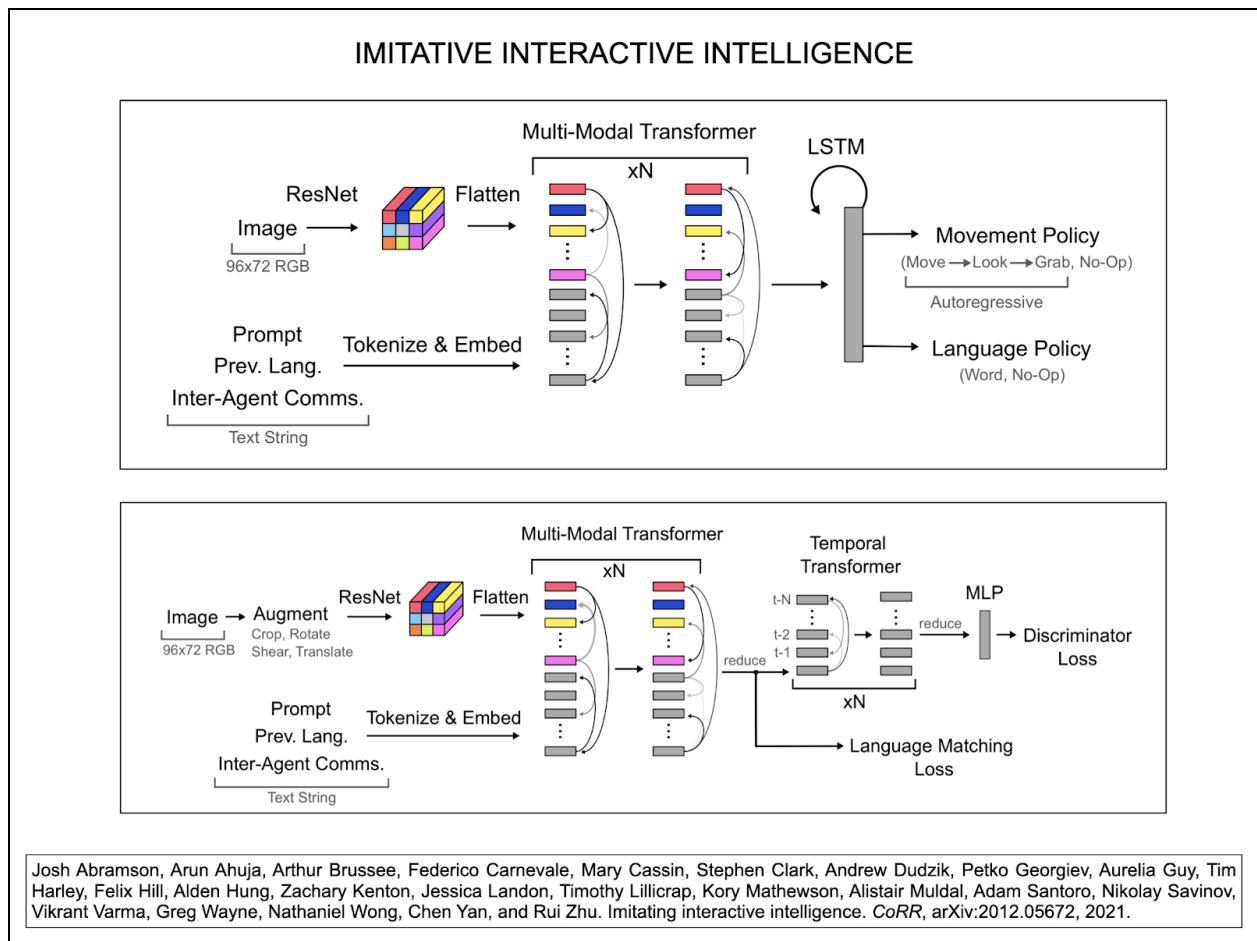 IMITATIVE INTERACTIVE INTELLIGENCE
Multi-Modal Transformer
xN
LSTM
ResNet
Flatten
Image
96x72 RGB
Movement Policy
(Move → Look → Grab, No-Op)
Autoregressive
Prompt
Prev. Lang.
Inter-Agent Comms.
Text String
Tokenize & Embed
Language Policy
(Word, No-Op)
Multi-Modal Transformer
xN
Temporal
Transformer
Image
96x72 RGB
Augment
Crop, Rotate
Shear, Translate
ResNet
Flatten
t-N
t-2
t-1
xN
reduce
reduce
MLP
Discriminator
Loss
Prompt
Prev. Lang.
Inter-Agent Comms.
Text String
Tokenize & Embed
Language Matching
Loss
Josh Abramson, Arun Ahuja, Arthur Brussee, Federico Carnevale, Mary Cassin, Stephen Clark, Andrew Dudzik, Petko Georgiev, Aurelia Guy, Tim
Harley, Felix Hill, Alden Hung, Zachary Kenton, Jessica Landon, Timothy Lillicrap, Kory Mathewson, Alistair Muldal, Adam Santoro, Nikolay Savinov,
Vikrant Varma, Greg Wayne, Nathaniel Wong, Chen Yan, and Rui Zhu. Imitating interactive intelligence. CoRR, arXiv:2012.05672, 2021.